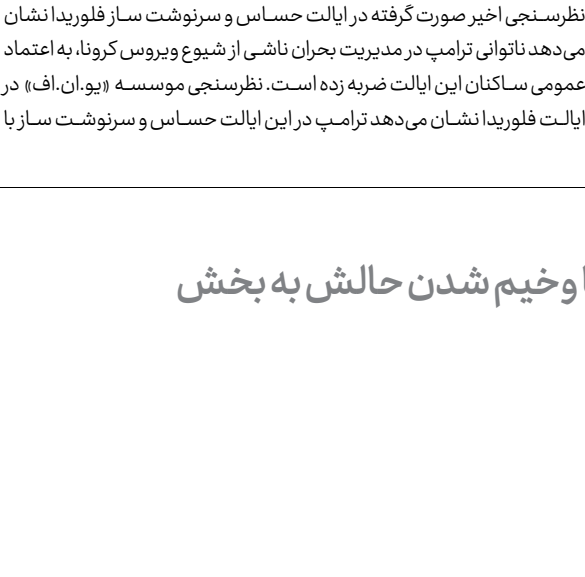 نظرسنجی اخیر صورت گرفته در ایالت حساس و سرنوشت ساز فلوریدا نشان
می‌دهد ناتوانی ترامپ در مدیریت بحران ناشی از شیوع ویروس کرونا، به اعتماد
عمومی ساکنان این ایالت ضربه زده است. نظرسنجی موسسه «یو.ان.اف» در
ایالت فلوریدا نشان می‌دهد ترامپ در این ایالت حساس و سرنوشت ساز با
وخیم شدن حالش به بخش